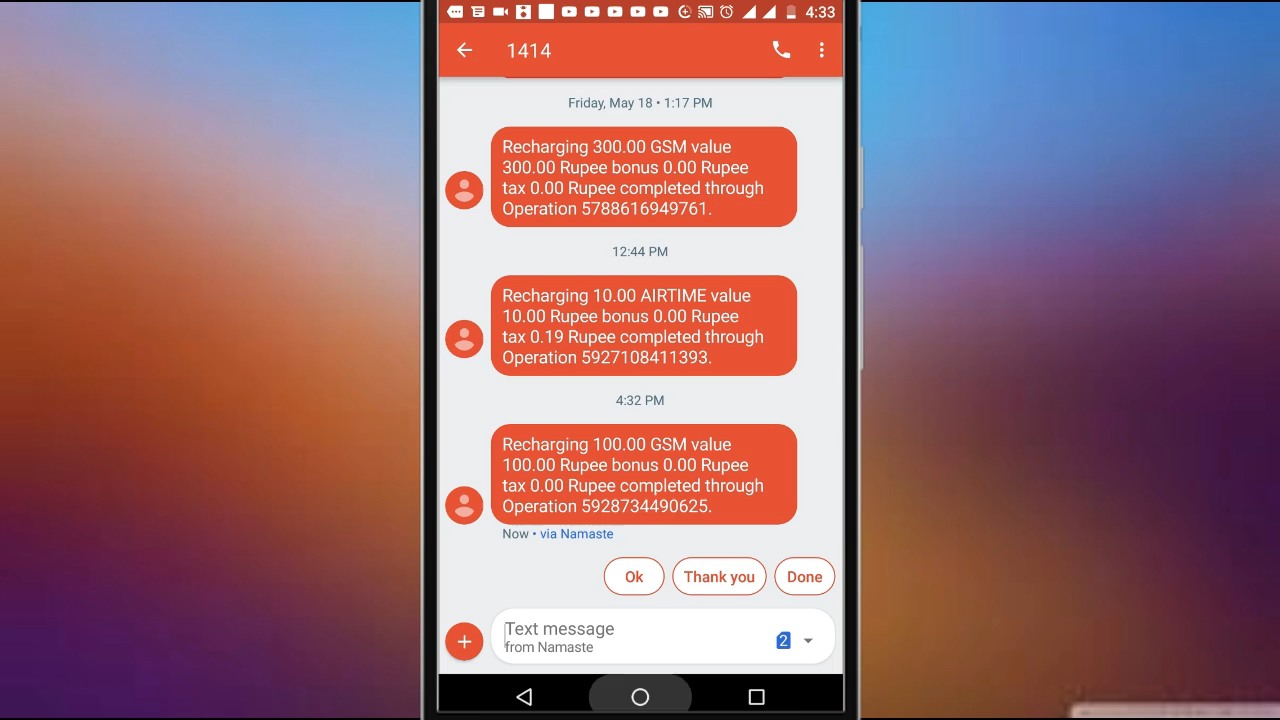 4:33
1414
Friday, May 18 • 1:17 PM
Recharging 300.00 GSM value
300.00 Rupee bonus 0.00 Rupee
tax 0.00 Rupee completed through
Operation 5788616949761.
12:44 PM
Recharging 10.00 AIRTIME value
10.00 Rupee bonus 0.00 Rupee
tax 0.19 Rupee completed through
Operation 5927108411393.
4:32 PM
Recharging 100.00 GSM value
100.00 Rupee bonus 0.00 Rupee
tax 0.00 Rupee completed through
Operation 5928734490625.
Now • via Namaste
Ok Thank you Done
Text message
from Namaste
2